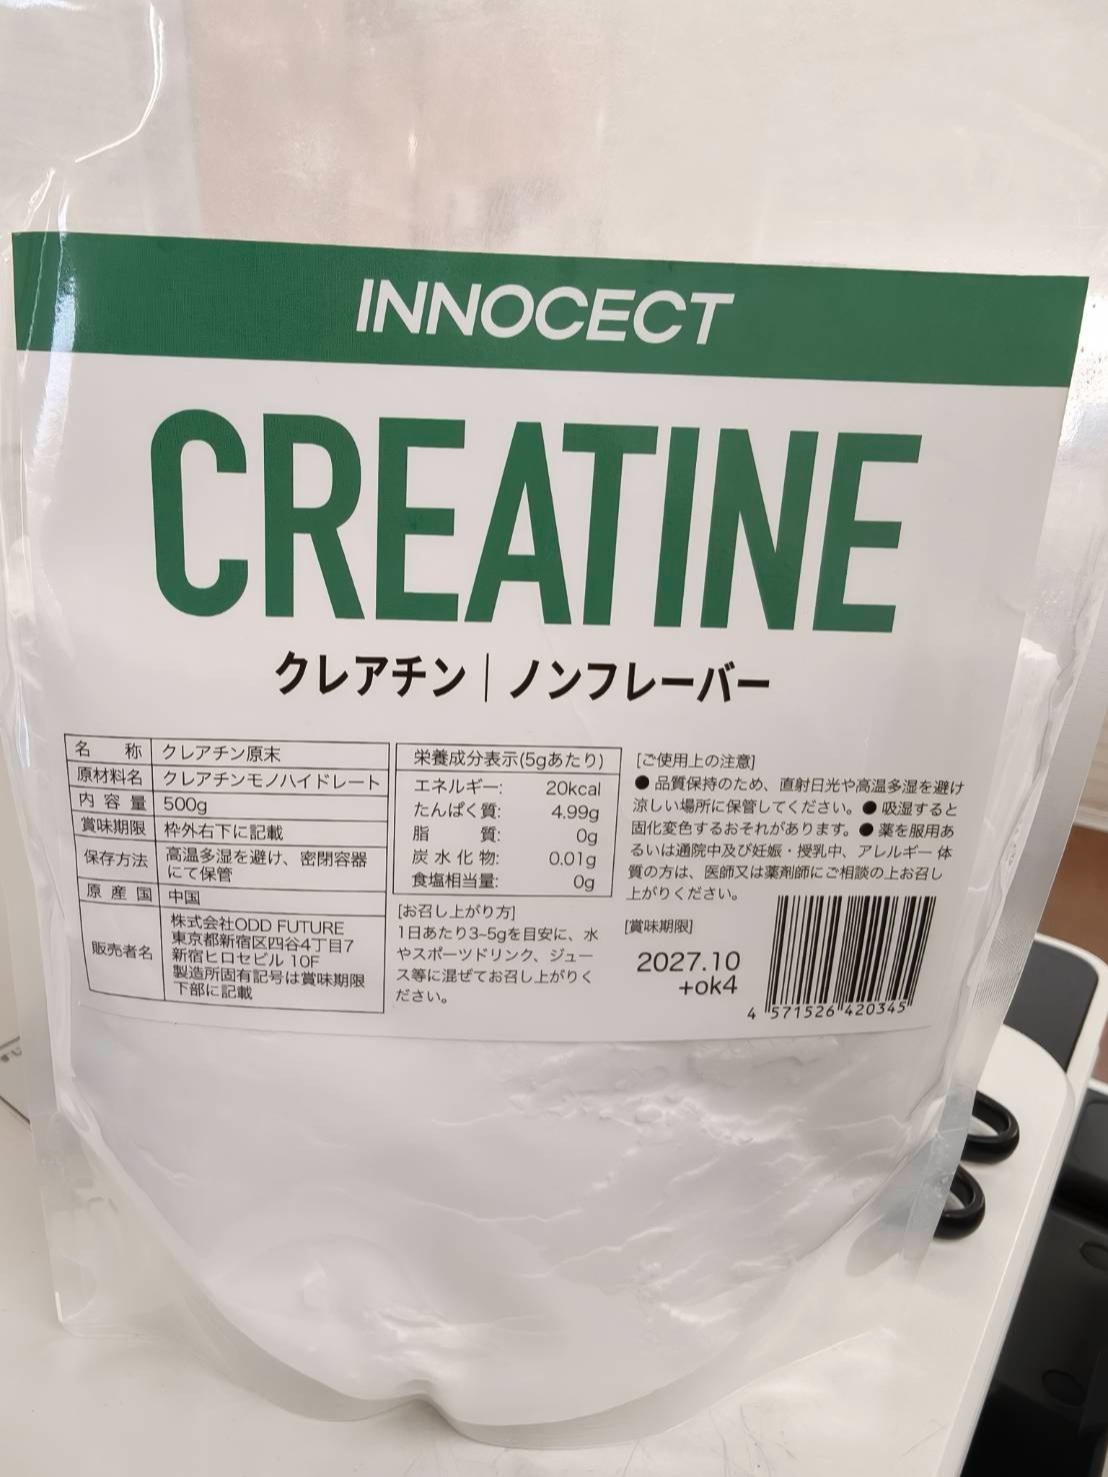 INNOCECT
CREATINE
クレアチン｜ノンフレーバー
名 称 クレアチン原末
原材料名 クレアチンモノハイドレート
内 容 量 500g
賞味期限 枠外右下に記載
保存方法 高温多湿を避け、密閉容器
にて保管
原 産 国 中国
販売者名 株式会社ODD FUTURE
東京都新宿区四谷4丁目7
新宿ヒロセビル 10F
製造所固有記号は賞味期限
下部に記載
栄養成分表示(5gあたり)
エネルギー: 20kcal
たんぱく質: 4.99g
脂 質: 0g
炭 水 化 物: 0.01g
食塩相当量: 0g
[お召し上がり方]
1日あたり3~5gを目安に、水
やスポーツドリンク、ジュー
ス等に混ぜてお召し上がりく
ださい。
[ご使用上の注意]
● 品質保持のため、直射日光や高温多湿を避け
涼しい場所に保管してください。● 吸湿すると
固化変色するおそれがあります。● 薬を服用あ
るいは通院中及び妊娠・授乳中、アレルギー 体
質の方は、医師又は薬剤師にご相談の上お召し
上がりください。
[賞味期限]
2027.10
+ok4
4 571526 420345